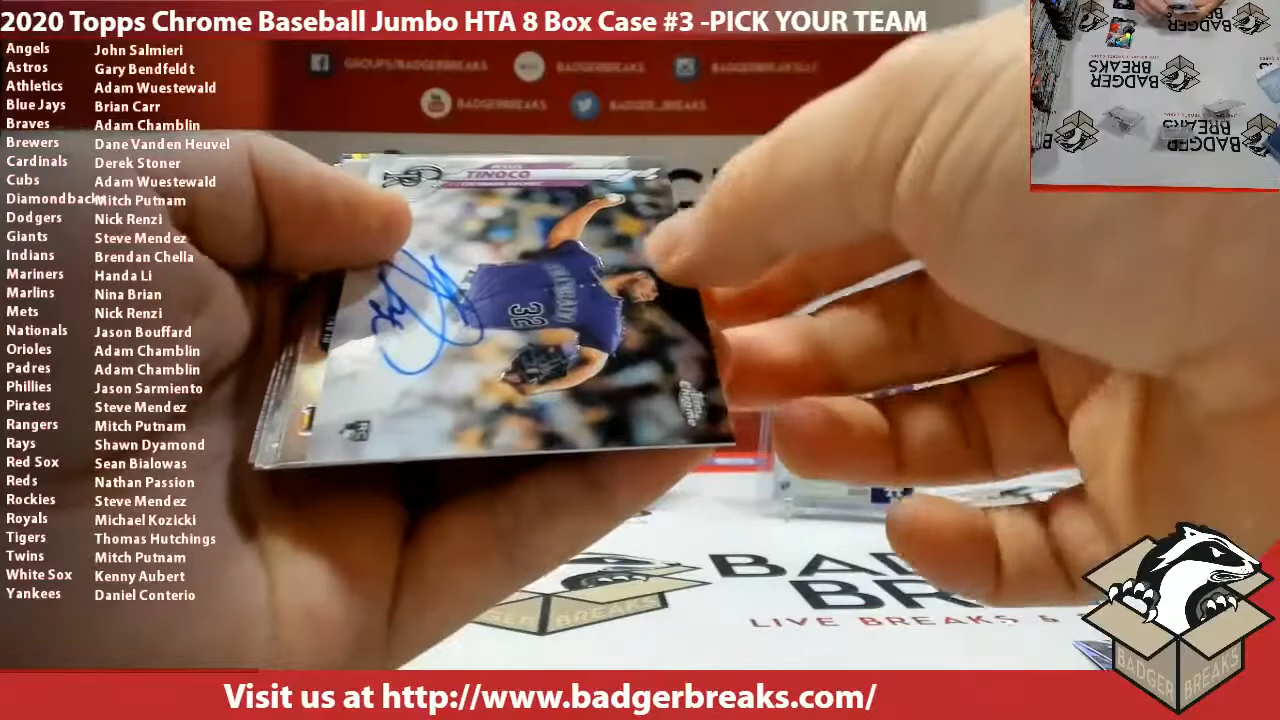 2020 Topps Chrome Baseball Jumbo HTA 8 Box Case #3 -PICK YOUR TEAM
Angels John Salmieri
Astros Gary Bendfeldt
Athletics Adam Wuestewald
Blue Jays Brian Carr
Braves Adam Chamblin
Brewers Dane Vanden Heuvel
Cardinals Derek Stoner
Cubs Adam Wuestewald
Diamondbacks Mitch Putnam
Dodgers Nick Renzi
Giants Steve Mendez
Indians Brendan Chella
Mariners Handa Li
Marlins Nina Brian
Mets Nick Renzi
Nationals Jason Bouffard
Orioles Adam Chamblin
Padres Adam Chamblin
Phillies Jason Sarmiento
Pirates Steve Mendez
Rangers Mitch Putnam
Rays Shawn Dyamond
Red Sox Sean Bialowas
Reds Nathan Passion
Rockies Steve Mendez
Royals Michael Kozicki
Tigers Thomas Hutchings
Twins Mitch Putnam
White Sox Kenny Aubert
Yankees Daniel Conterio
GROUPS/BADGERBREAKS
BADGERBREAKS
BADGERBREAKS
BADGER_BREAKS
TINOCO
32
BADGER
BREAKS
BADGER
BREAKS
LIVE BREAKS &
BADGER BREAKS
BADGER BREAKS
Visit us at http://www.badgerbreaks.com/